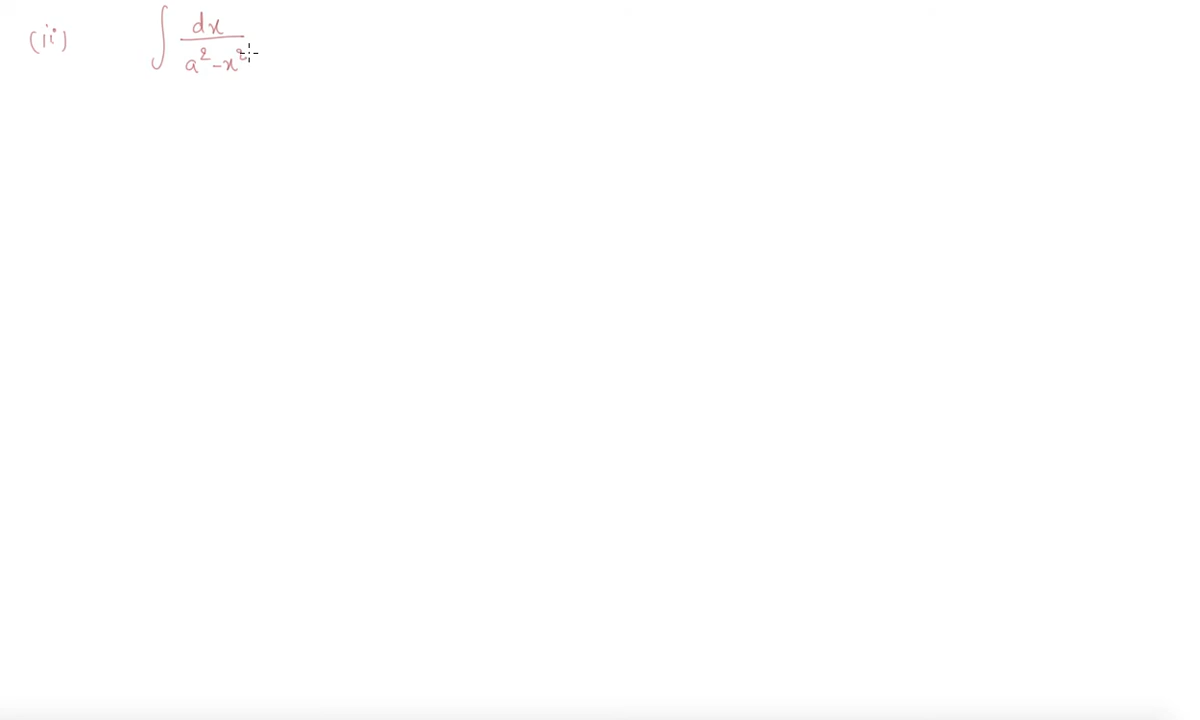 (ii) ∫ dx / (a² - x²)